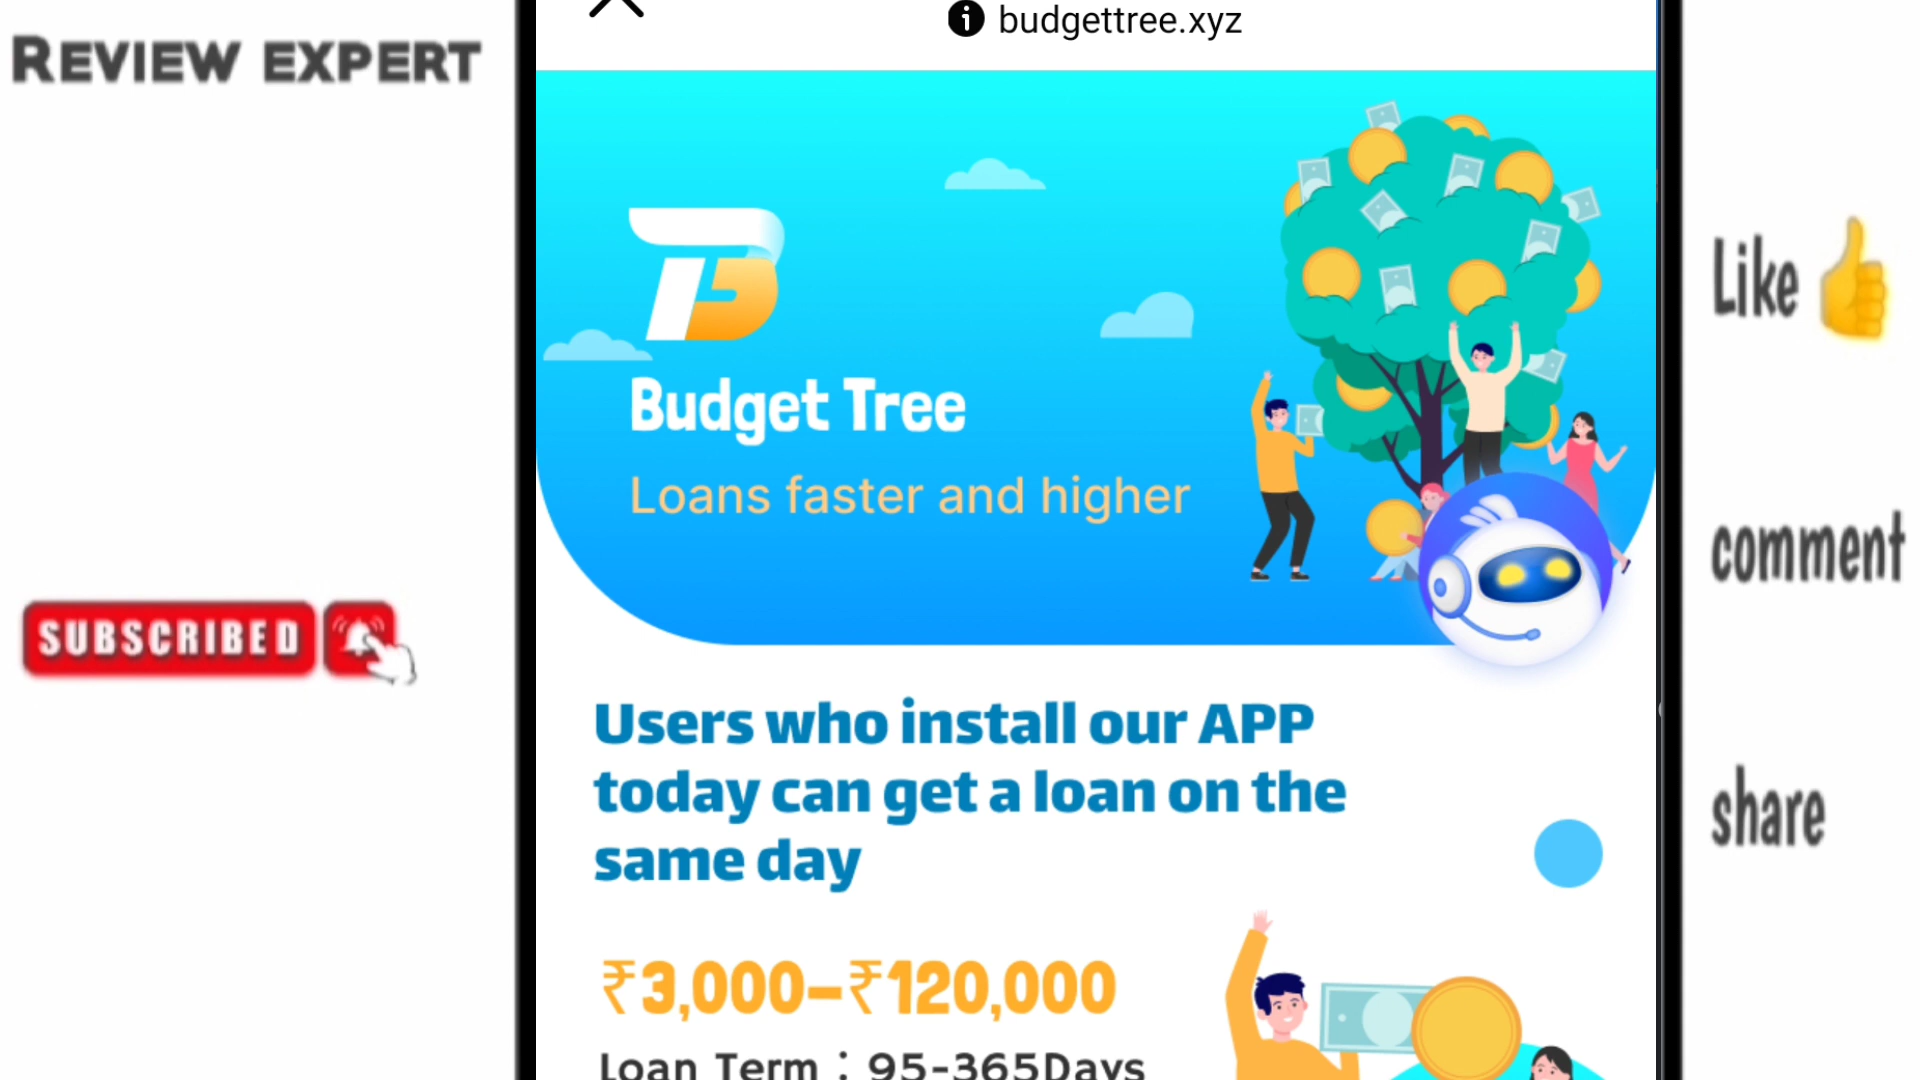 REVIEW EXPERT
SUBSCRIBED
budgettree.xyz
Budget Tree
Loans faster and higher
Users who install our APP
today can get a loan on the
same day
₹3,000–₹120,000
Loan Term : 95-365Days
Like
comment
share